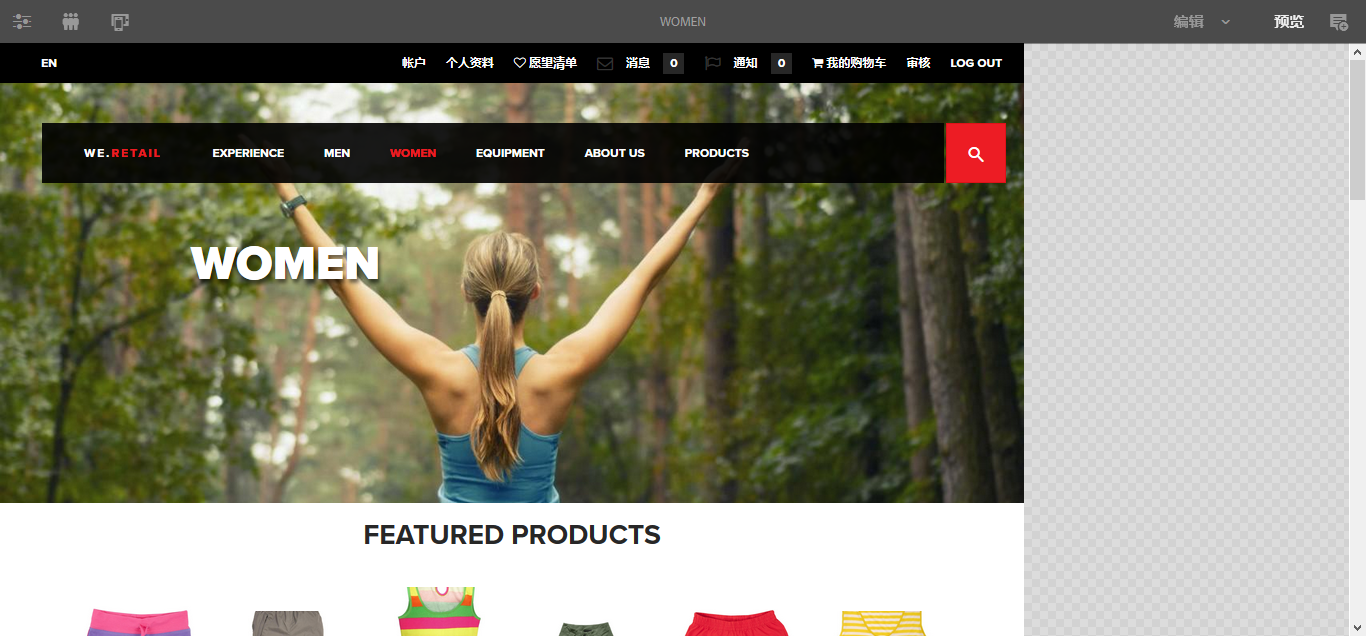 WOMEN 编辑 预览
EN 帐户 个人资料 愿里清单 消息 0 通知 0 我的购物车 审核 LOG OUT
WE.RETAIL EXPERIENCE MEN WOMEN EQUIPMENT ABOUT US PRODUCTS
WOMEN
FEATURED PRODUCTS